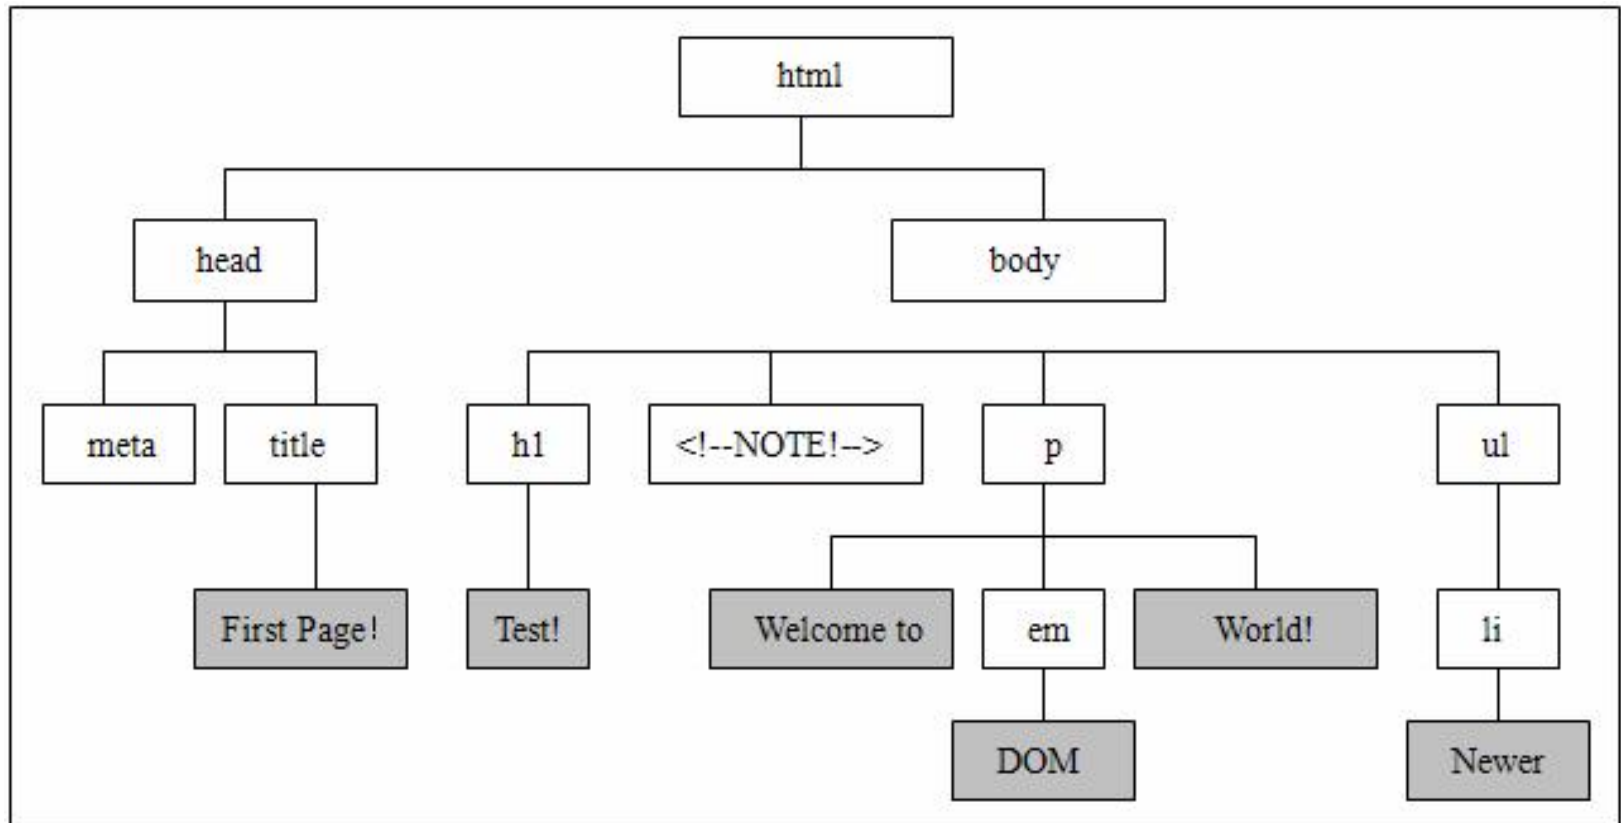 html
head
body
meta
title
h1
<!--NOTE!-->
p
ul
First Page!
Test!
Welcome to
em
World!
li
DOM
Newer